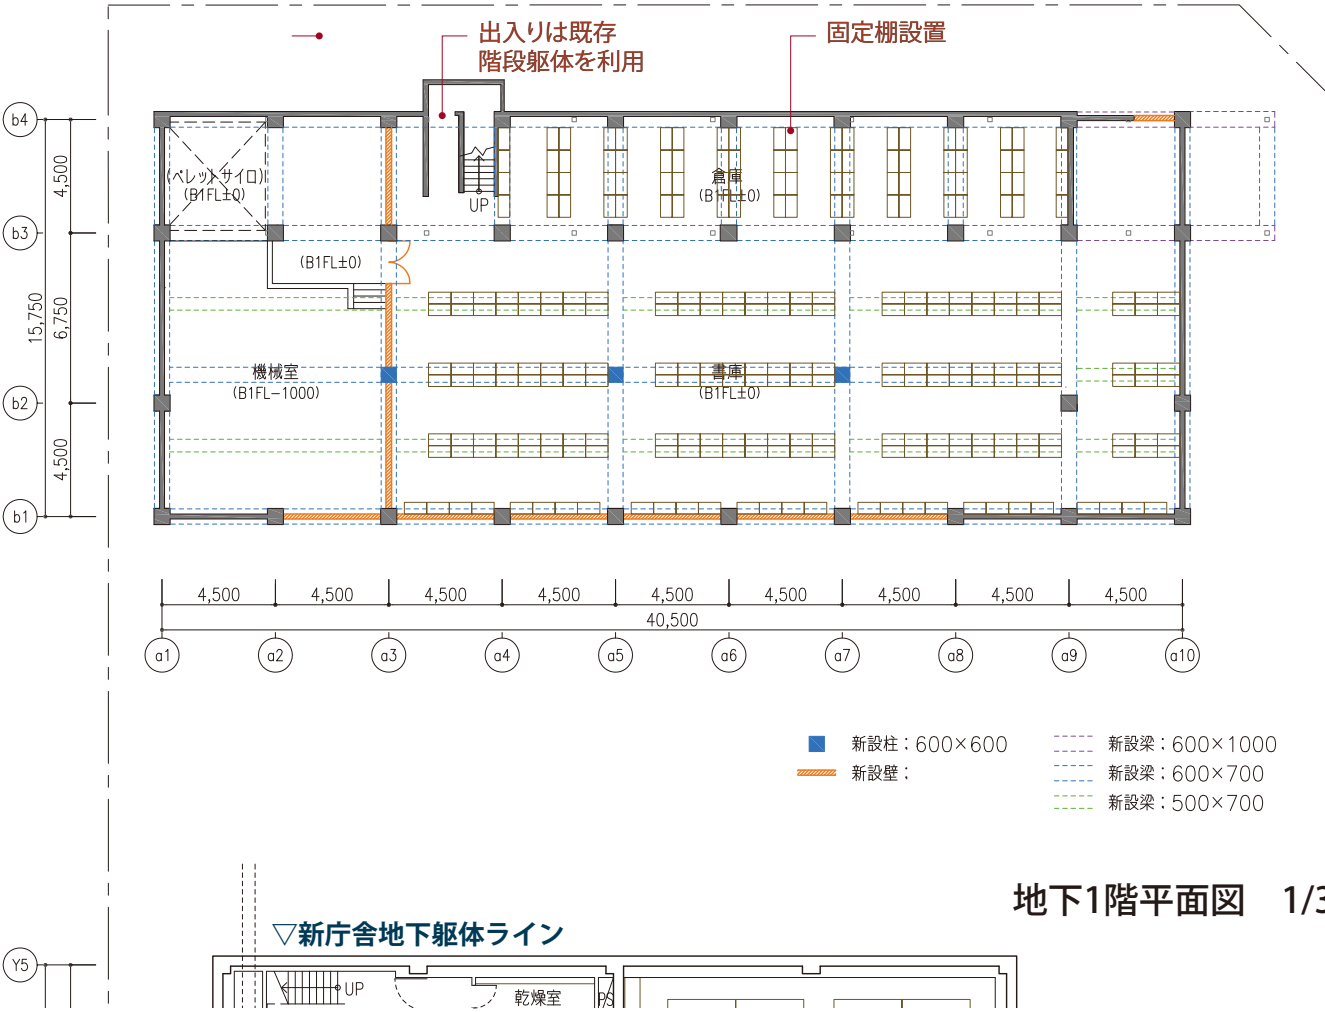 出入りは既存
階段躯体を利用
固定棚設置
b4
4,500
(ペレットサイロ)
(B1FL±0)
UP
倉庫
(B1FL±0)
b3
(B1FL±0)
15,750
6,750
機械室
(B1FL-1000)
書庫
(B1FL±0)
b2
4,500
b1
4,500
4,500
4,500
4,500
4,500
4,500
4,500
4,500
4,500
40,500
a1
a2
a3
a4
a5
a6
a7
a8
a9
a10
新設柱：600×600
新設壁：
新設梁：600×1000
新設梁：600×700
新設梁：500×700
地下1階平面図 1/3
▽新庁舎地下躯体ライン
Y5
UP
乾燥室
PS